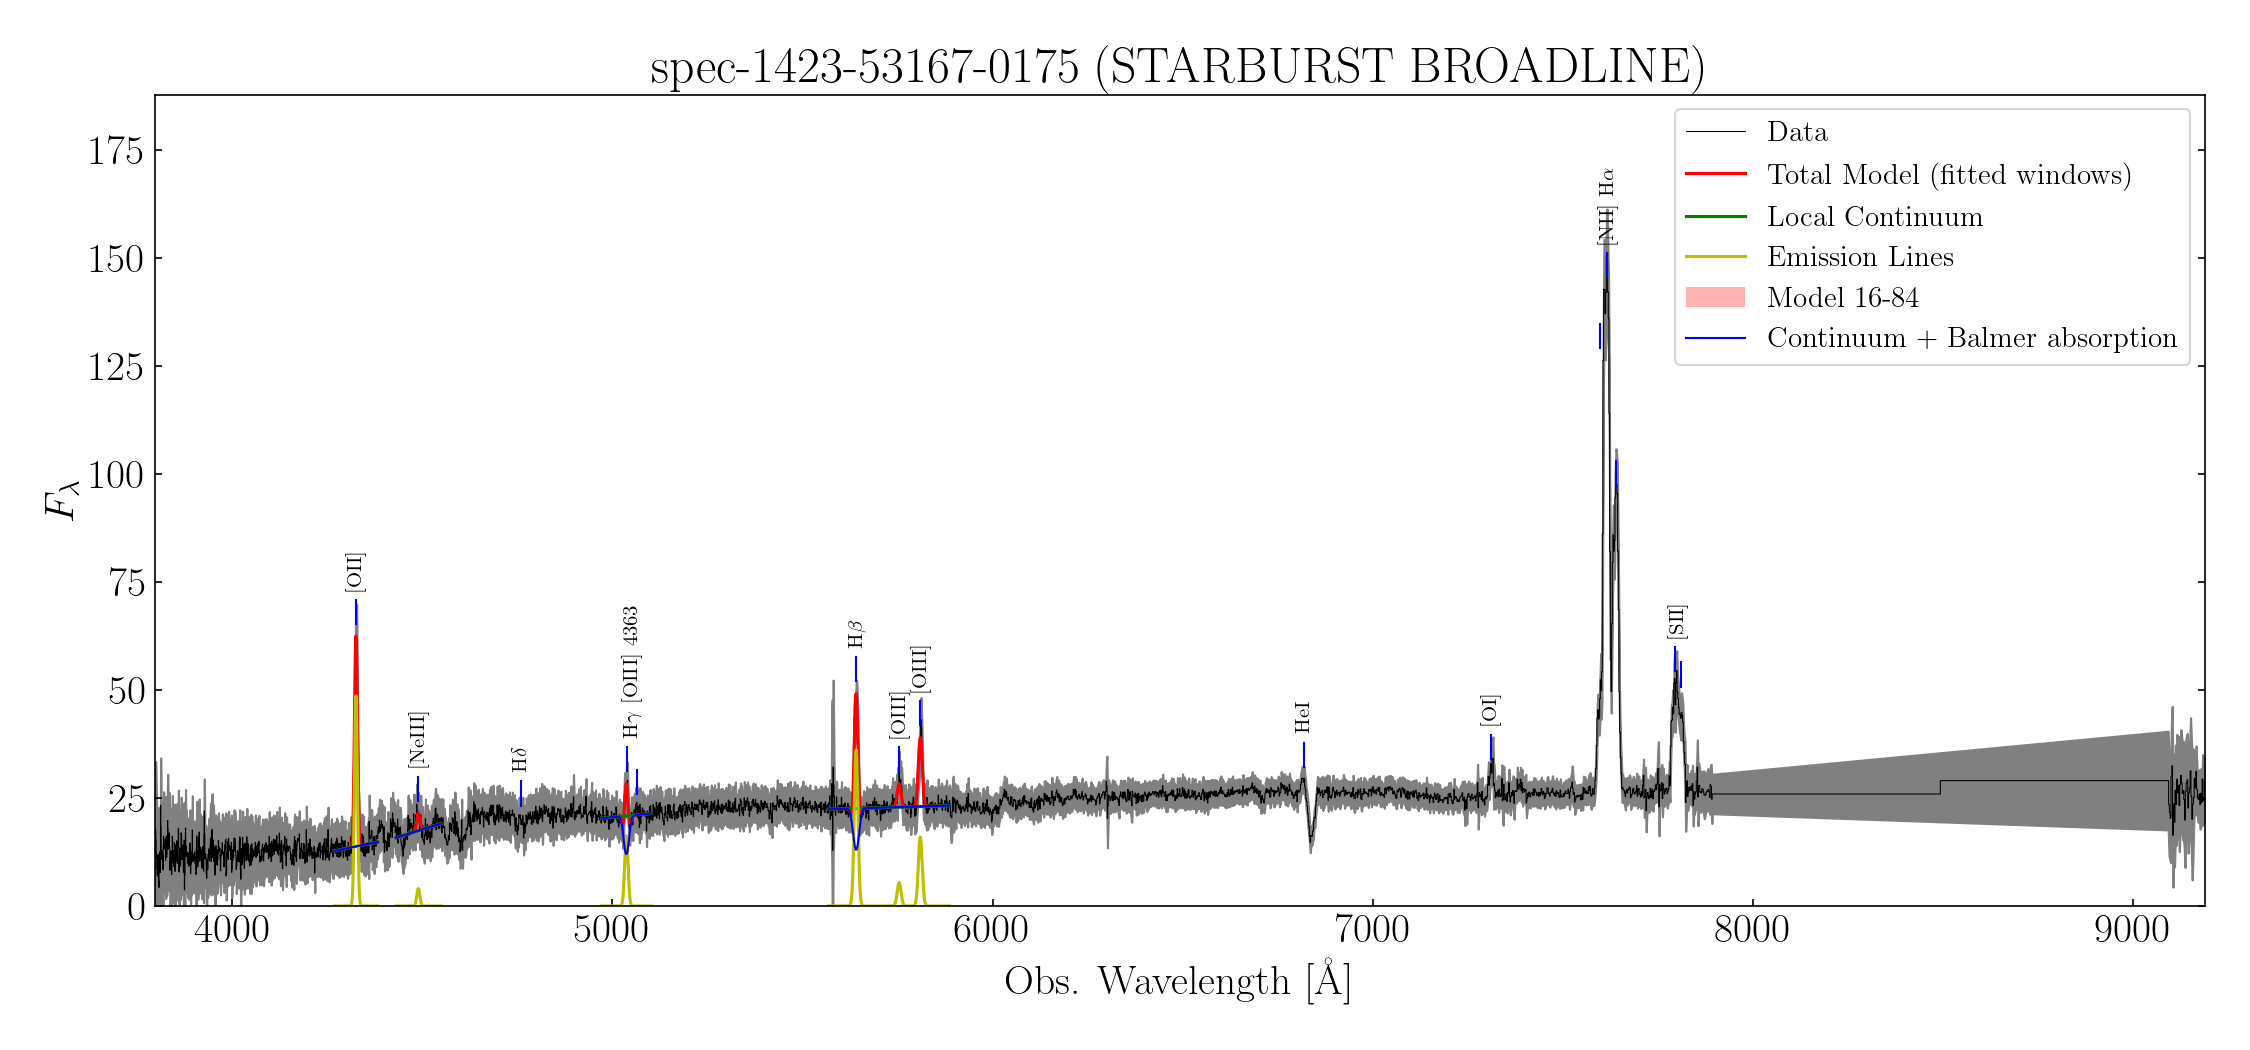 spec-1423-53167-0175 (STARBURST BROADLINE)
Data
Total Model (fitted windows)
Local Continuum
Emission Lines
Model 16-84
Continuum + Balmer absorption
175
150
125
100
75
50
25
0
Fλ
[OII]
[NeIII]
Hδ
Hγ [OIII] 4363
Hβ
[OIII]
[OIII]
HeI
[OI]
[NII] Hα
[SII]
4000
5000
6000
7000
8000
9000
Obs. Wavelength [Å]